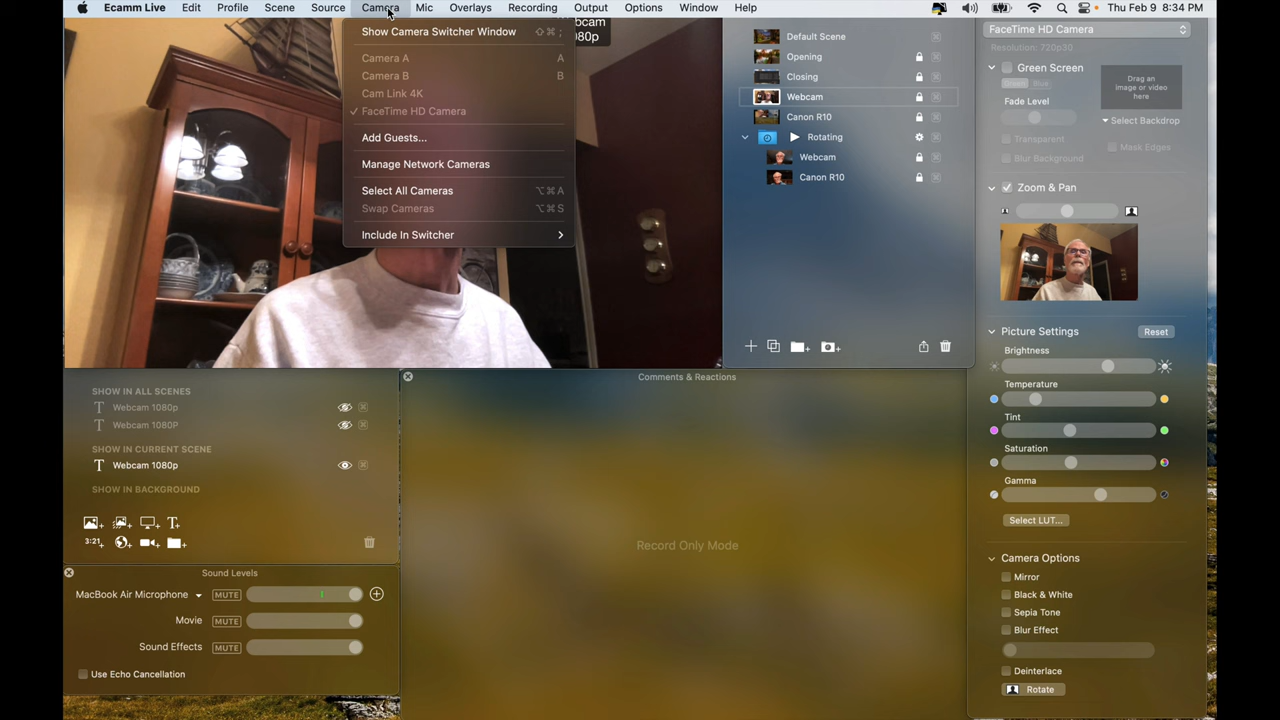 Ecamm Live Edit Profile Scene Source Camera Mic Overlays Recording Output Options Window Help Thu Feb 9 8:34 PM
Show Camera Switcher Window ⇧⌘ ;
Camera A A
Camera B B
Cam Link 4K
✓ FaceTime HD Camera
Add Guests...
Manage Network Cameras
Select All Cameras ⌥⌘A
Swap Cameras ⌥⌘S
Include In Switcher
Default Scene
Opening
Closing
Webcam
Canon R10
Rotating
Webcam
Canon R10
FaceTime HD Camera
Resolution: 720p30
Green Screen
Green Blue
Fade Level
Transparent
Blur Background
Drag an
image or video
here
Select Backdrop
Mask Edges
Zoom & Pan
Picture Settings Reset
Brightness
Temperature
Tint
Saturation
Gamma
Select LUT...
Camera Options
Mirror
Black & White
Sepia Tone
Blur Effect
Deinterlace
Rotate
SHOW IN ALL SCENES
Webcam 1080p
Webcam 1080P
SHOW IN CURRENT SCENE
Webcam 1080p
SHOW IN BACKGROUND
3:21+
Sound Levels
MacBook Air Microphone MUTE
Movie MUTE
Sound Effects MUTE
Use Echo Cancellation
Comments & Reactions
Record Only Mode